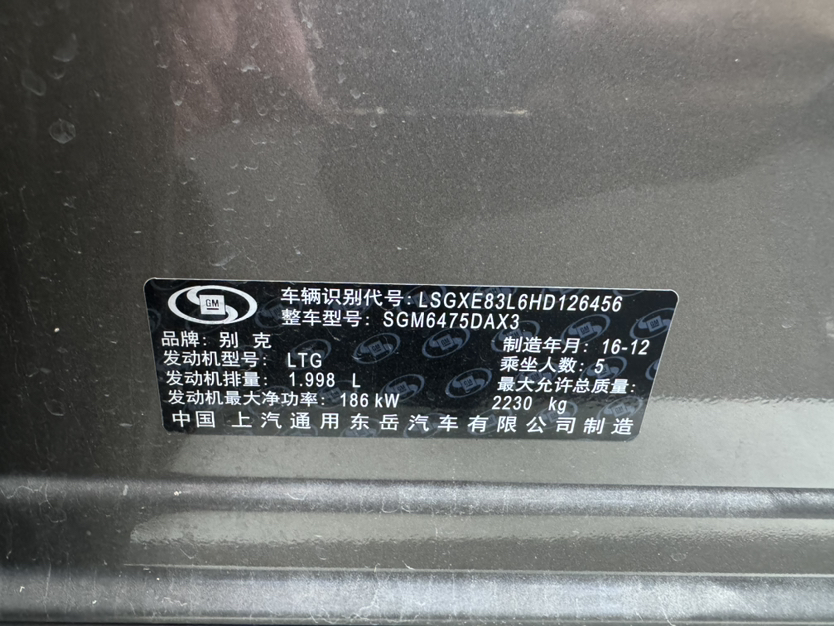 GM
车辆识别代号: LSGXE83L6HD126456
整车型号: SGM6475DAX3
品牌: 别 克 制造年月: 16-12
发动机型号: LTG 乘坐人数: 5
发动机排量: 1.998 L 最大允许总质量:
发动机最大净功率: 186 kW 2230 kg
中国 上汽通用东岳汽车有限公司制造